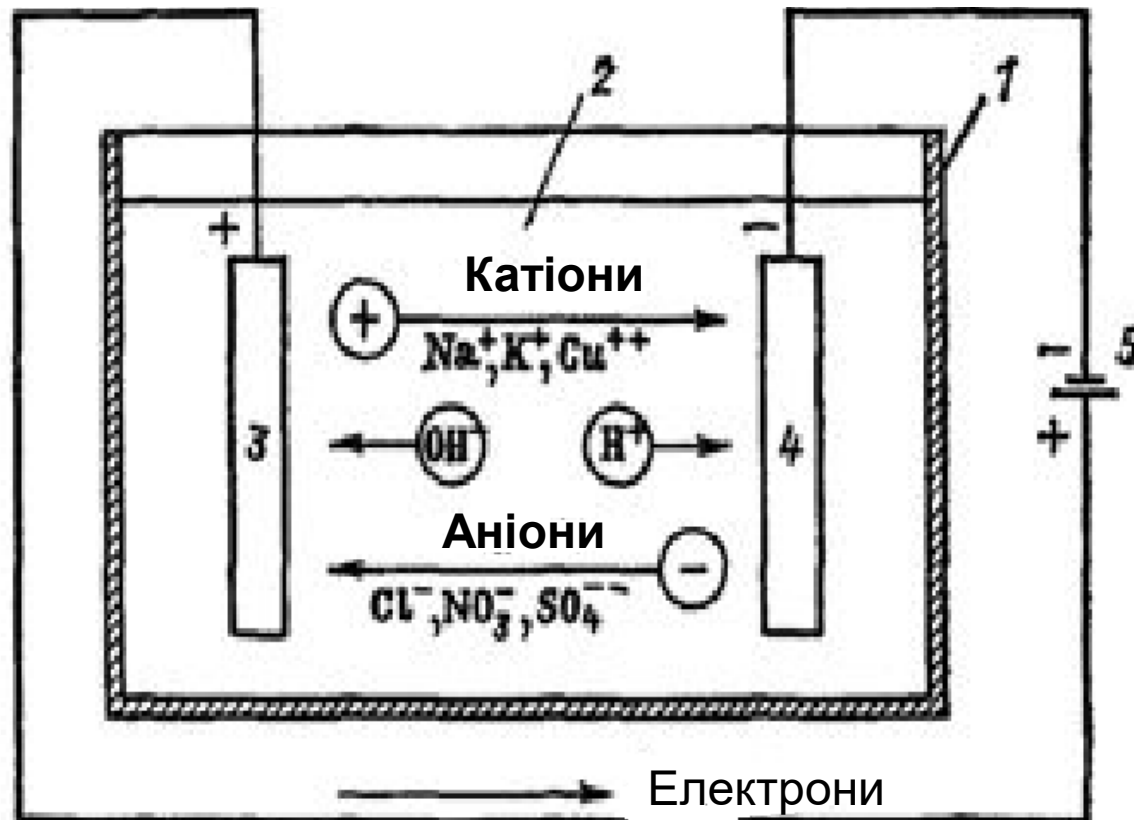 2
1
+
-
Катіони
+
Na⁺,K⁺,Cu⁺⁺
-
5
+
3
OH⁻
H⁺
4
Аніони
-
Cl⁻,NO₃⁻,SO₄⁻⁻
Електрони